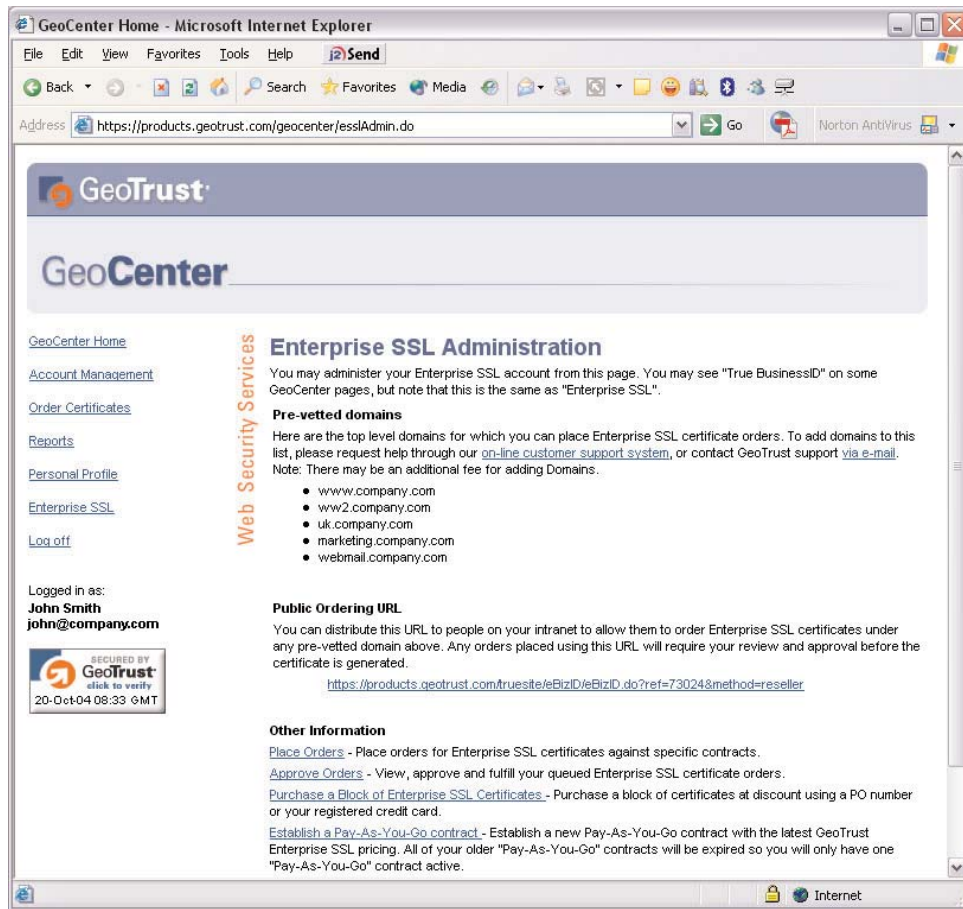 GeoCenter Home - Microsoft Internet Explorer
File Edit View Favorites Tools Help j2 Send
Back Search Favorites Media
Address https://products.geotrust.com/geocenter/esslAdmin.do Go Norton AntiVirus
GeoTrust
GeoCenter
GeoCenter Home
Account Management
Order Certificates
Reports
Personal Profile
Enterprise SSL
Log off
Logged in as:
John Smith
john@company.com
SECURED BY
GeoTrust
click to verify
20-Oct-04 08:33 GMT
Web Security Services
Enterprise SSL Administration
You may administer your Enterprise SSL account from this page. You may see "True BusinessID" on some
GeoCenter pages, but note that this is the same as "Enterprise SSL".
Pre-vetted domains
Here are the top level domains for which you can place Enterprise SSL certificate orders. To add domains to this
list, please request help through our on-line customer support system, or contact GeoTrust support via e-mail.
Note: There may be an additional fee for adding Domains.
• www.company.com
• ww2.company.com
• uk.company.com
• marketing.company.com
• webmail.company.com
Public Ordering URL
You can distribute this URL to people on your intranet to allow them to order Enterprise SSL certificates under
any pre-vetted domain above. Any orders placed using this URL will require your review and approval before the
certificate is generated.
https://products.geotrust.com/truesite/eBizID/eBizID.do?ref=73024&method=reseller
Other Information
Place Orders - Place orders for Enterprise SSL certificates against specific contracts.
Approve Orders - View, approve and fulfill your queued Enterprise SSL certificate orders.
Purchase a Block of Enterprise SSL Certificates - Purchase a block of certificates at discount using a PO number
or your registered credit card.
Establish a Pay-As-You-Go contract - Establish a new Pay-As-You-Go contract with the latest GeoTrust
Enterprise SSL pricing. All of your older "Pay-As-You-Go" contracts will be expired so you will only have one
"Pay-As-You-Go" contract active.
Internet